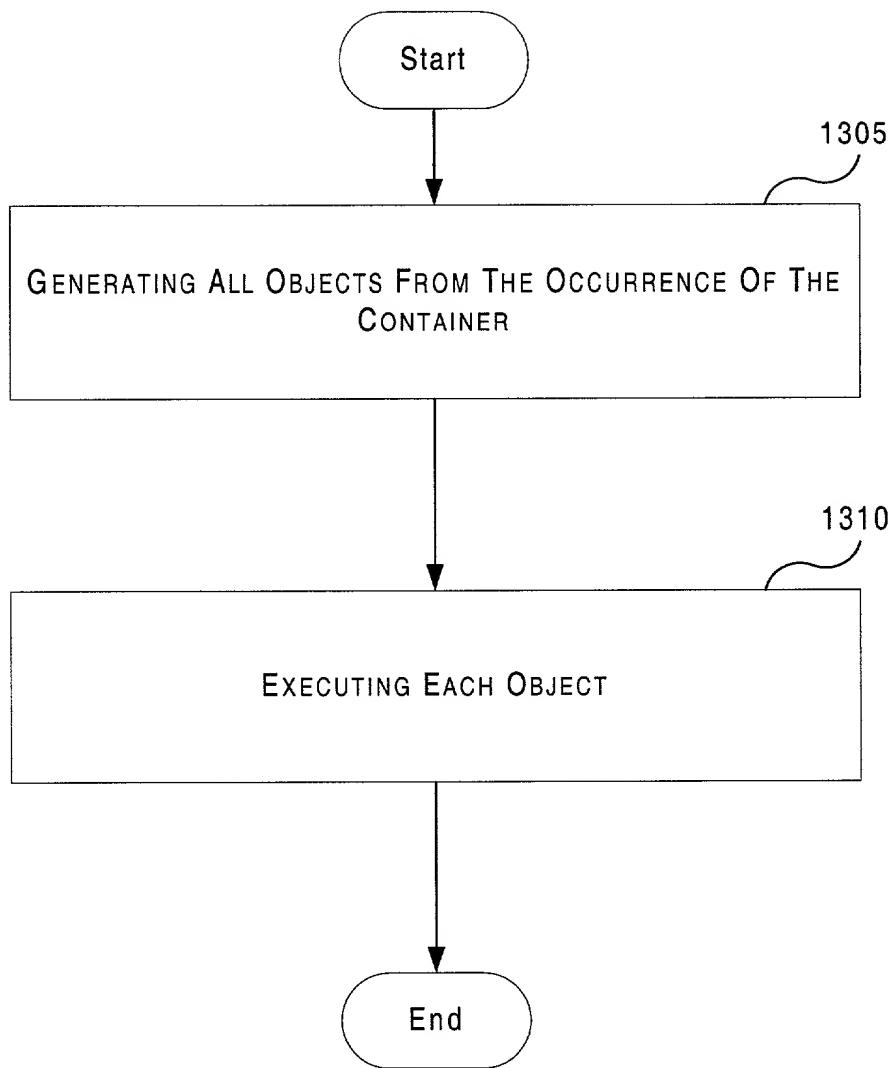 Start
1305
GENERATING ALL OBJECTS FROM THE OCCURRENCE OF THE
CONTAINER
1310
EXECUTING EACH OBJECT
End